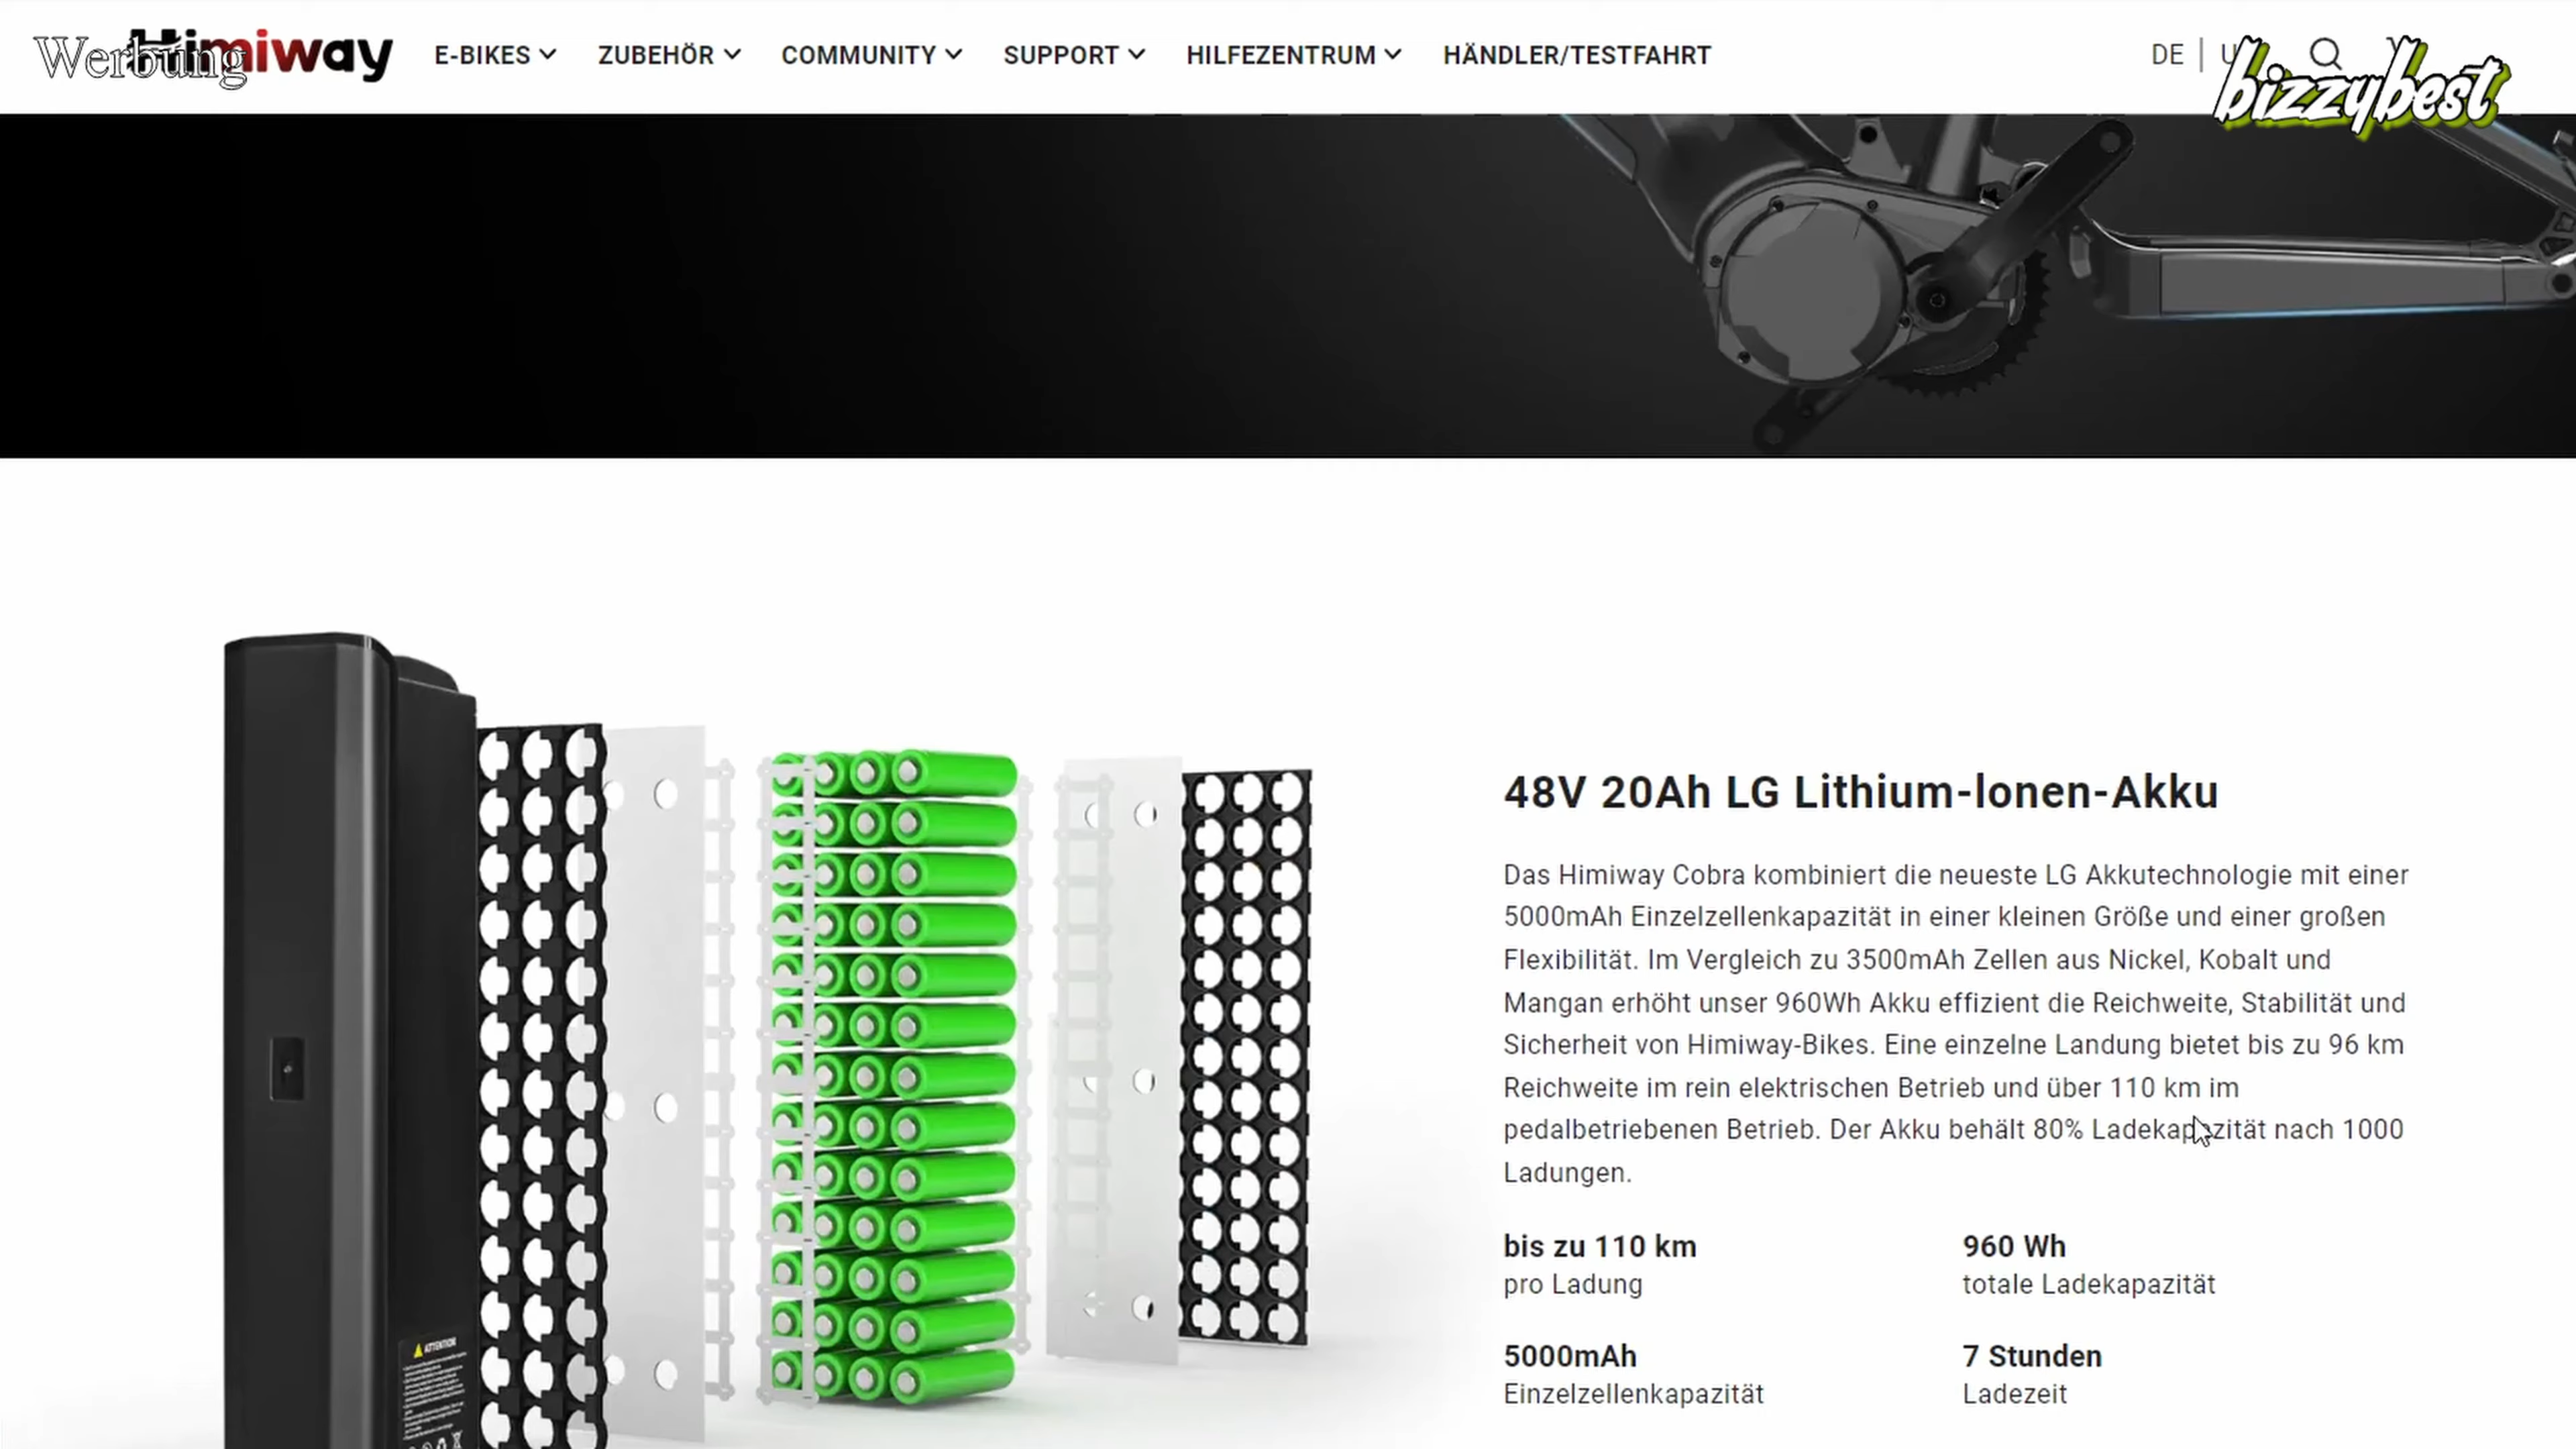 Werbung
Himiway
E-BIKES
ZUBEHÖR
COMMUNITY
SUPPORT
HILFEZENTRUM
HÄNDLER/TESTFAHRT
DE
bizzybest
48V 20Ah LG Lithium-Ionen-Akku
Das Himiway Cobra kombiniert die neueste LG Akkutechnologie mit einer
5000mAh Einzelzellenkapazität in einer kleinen Größe und einer großen
Flexibilität. Im Vergleich zu 3500mAh Zellen aus Nickel, Kobalt und
Mangan erhöht unser 960Wh Akku effizient die Reichweite, Stabilität und
Sicherheit von Himiway-Bikes. Eine einzelne Landung bietet bis zu 96 km
Reichweite im rein elektrischen Betrieb und über 110 km im
pedalbetriebenen Betrieb. Der Akku behält 80% Ladekapazität nach 1000
Ladungen.
bis zu 110 km
pro Ladung
960 Wh
totale Ladekapazität
5000mAh
Einzelzellenkapazität
7 Stunden
Ladezeit
ATTENTION